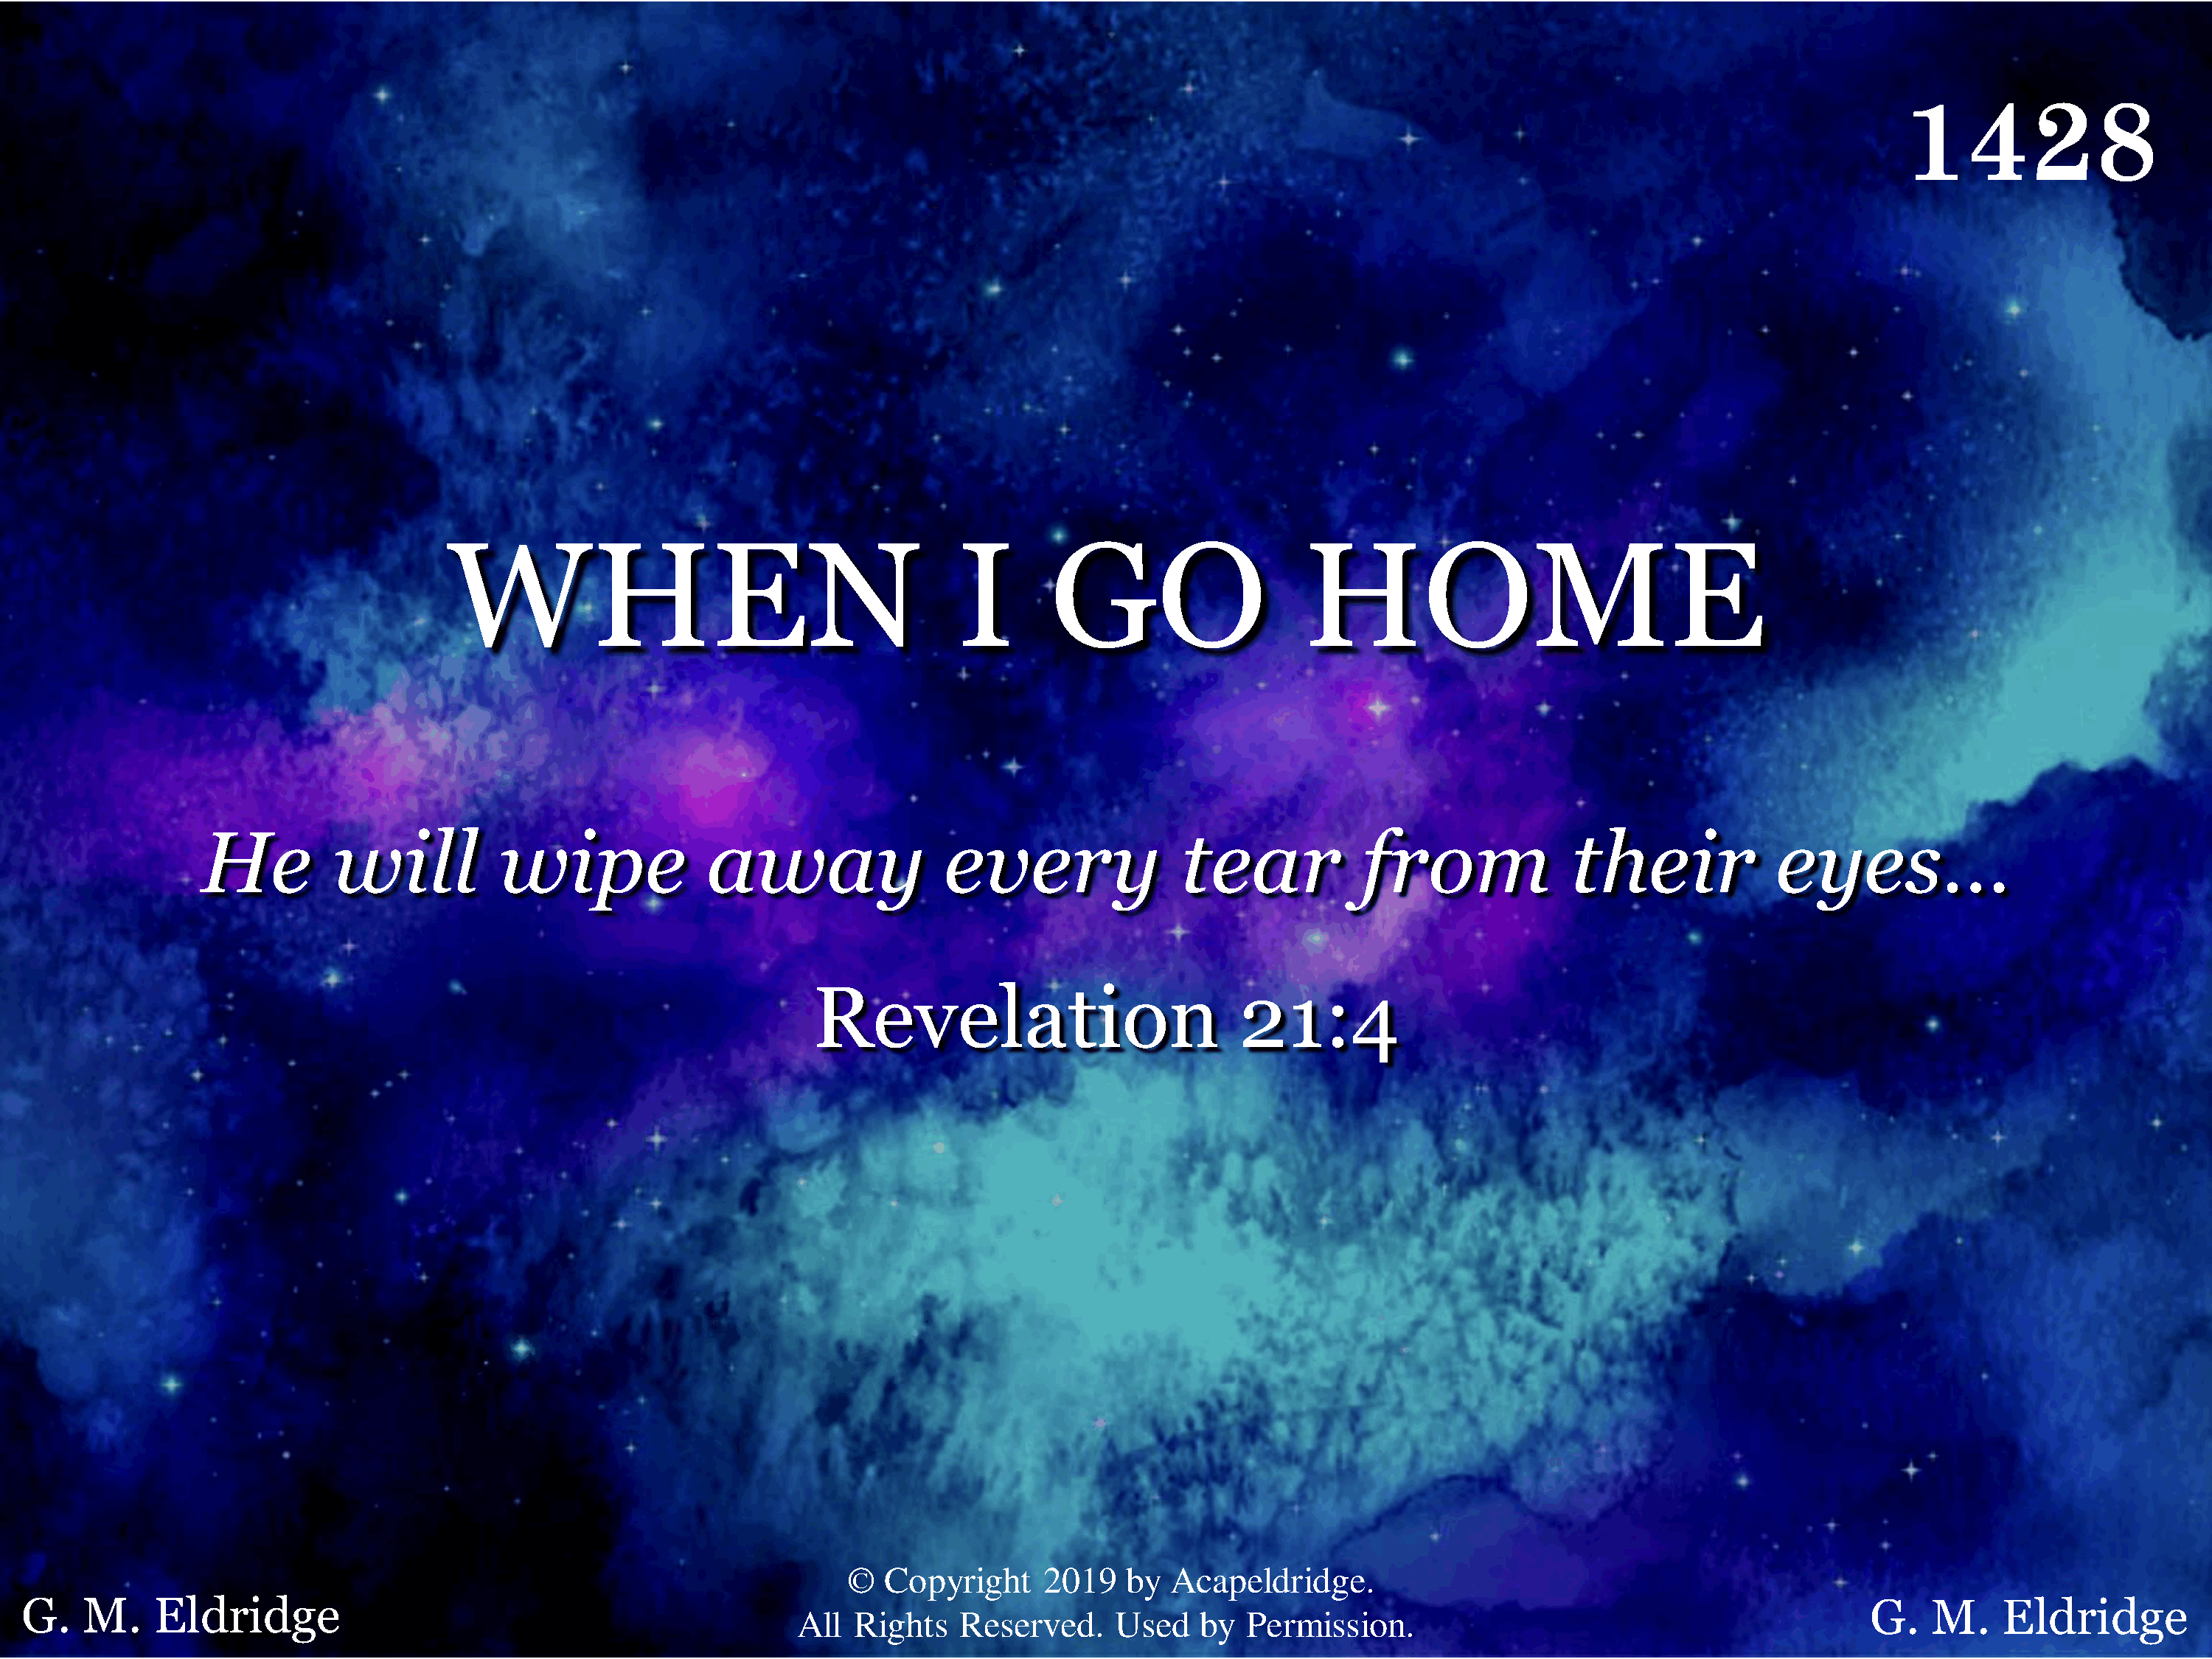 1428
WHEN I GO HOME
He will wipe away every tear from their eyes...
Revelation 21:4
© Copyright 2019 by Acapeldridge.
All Rights Reserved. Used by Permission.
G. M. Eldridge
G. M. Eldridge